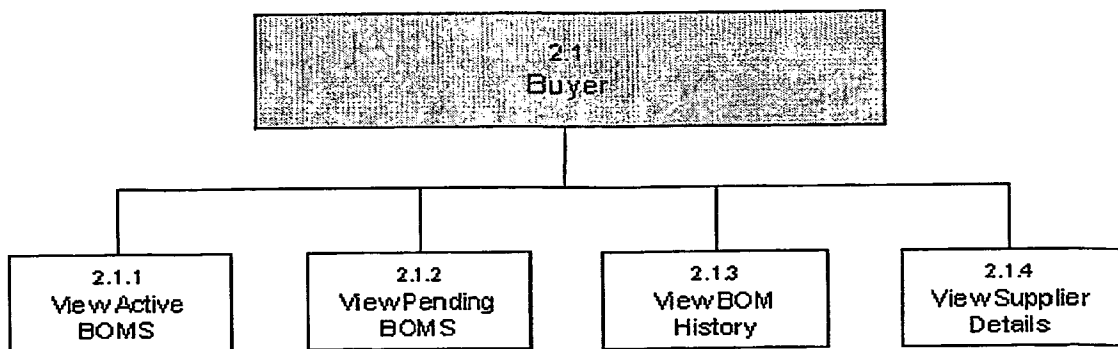 2.1
Buyer
2.1.1
View Active
BOMS
2.1.2
View Pending
BOMS
2.1.3
View BOM
History
2.1.4
View Supplier
Details